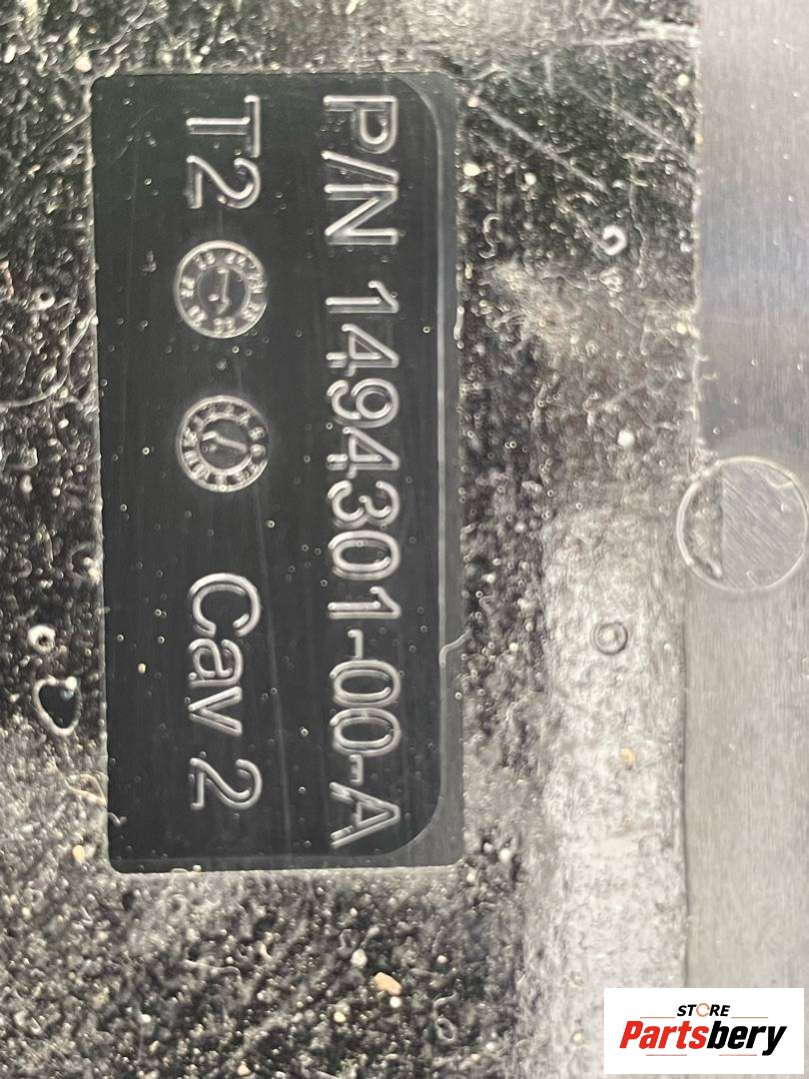 P/N 1494301-00-A
T2 Cav 2
STORE
Partsbery